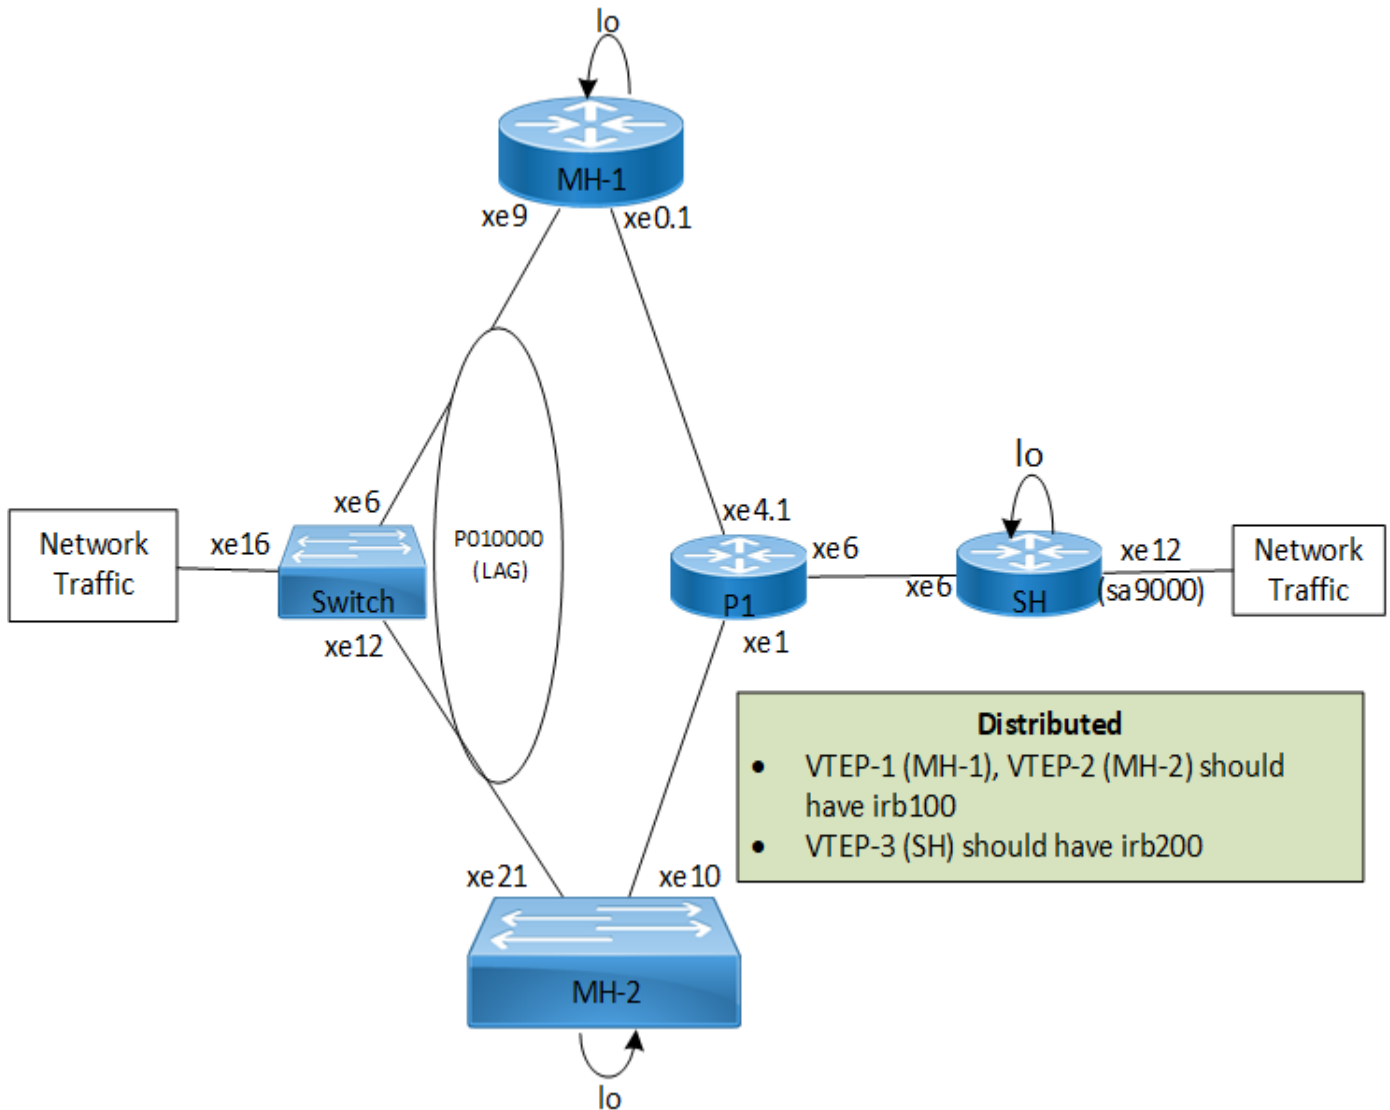 lo
MH-1
xe9
xe0.1
xe6
PO10000
(LAG)
xe4.1
lo
Network
Traffic
xe16
Switch
xe12
P1
xe6
xe6
SH
xe12
(sa9000)
Network
Traffic
xe1
Distributed
• VTEP-1 (MH-1), VTEP-2 (MH-2) should
have irb100
• VTEP-3 (SH) should have irb200
xe21
xe10
MH-2
lo